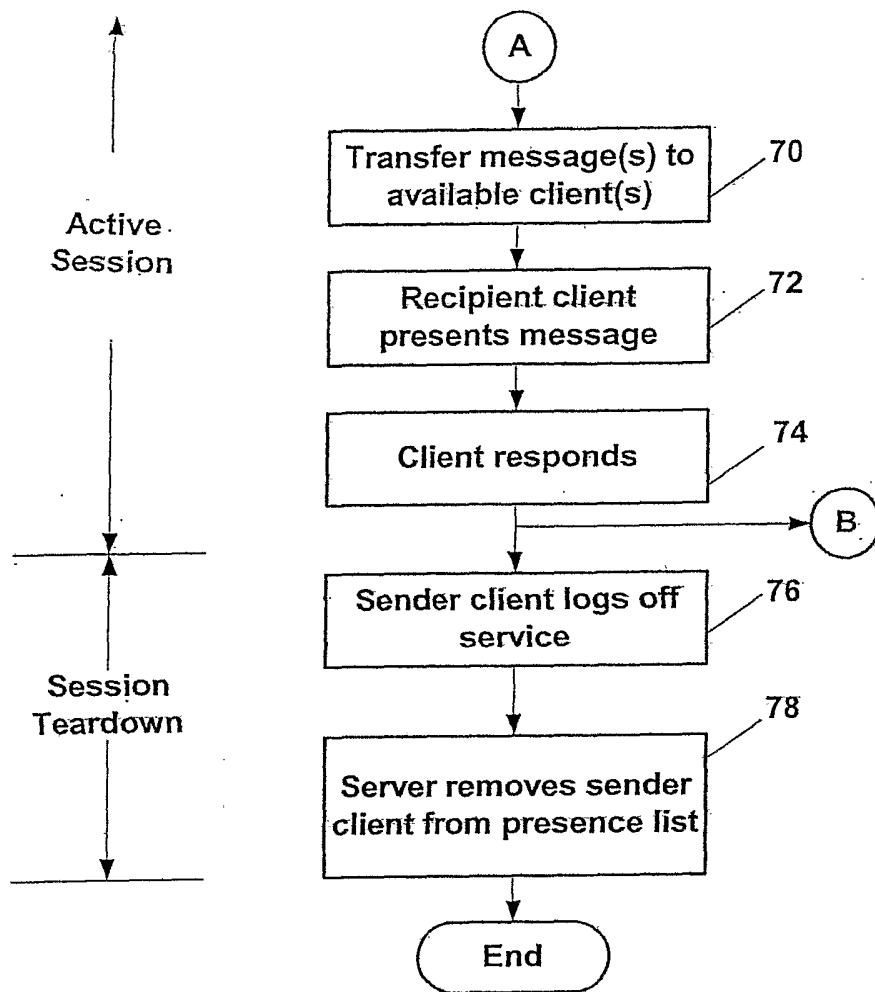 A
Transfer message(s) to
available client(s)
70
Active
Session
Recipient client
presents message
72
Client responds
74
B
Sender client logs off
service
76
Session
Teardown
Server removes sender
client from presence list
78
End